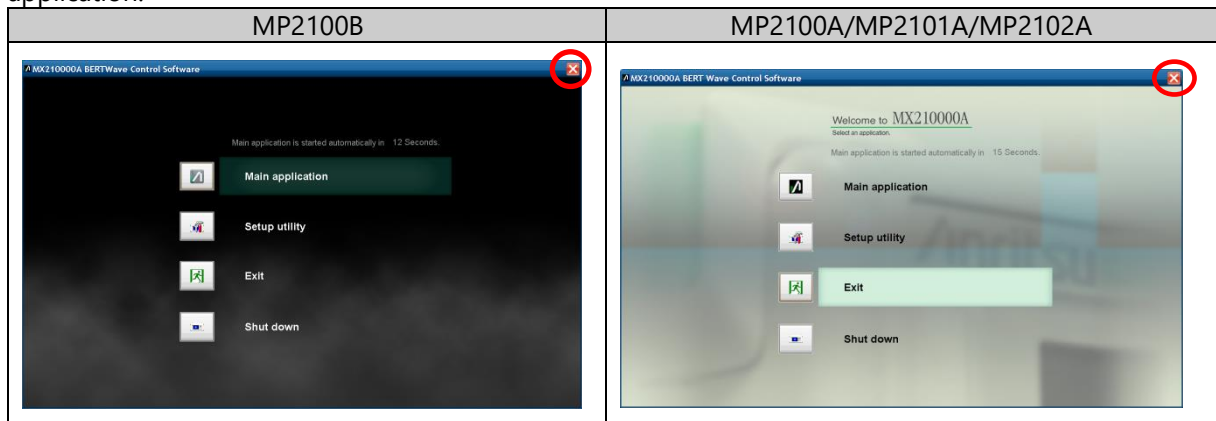 application.
MP2100B
MP2100A/MP2101A/MP2102A
MX210000A BERTWave Control Software
Main application is started automatically in 12 Seconds.
Main application
Setup utility
Exit
Shut down
MX210000A BERT Wave Control Software
Welcome to MX210000A
Select an application.
Main application is started automatically in 15 Seconds.
Main application
Setup utility
Exit
Shut down
Anritsu